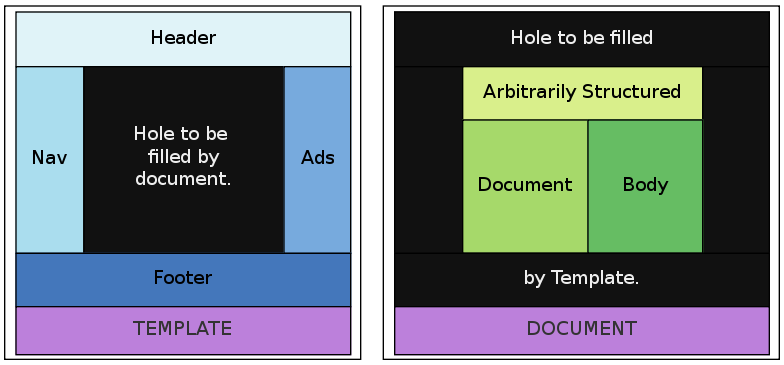 Header
Nav
Hole to be
filled by
document.
Ads
Footer
TEMPLATE
Hole to be filled
Arbitrarily Structured
Document
Body
by Template.
DOCUMENT